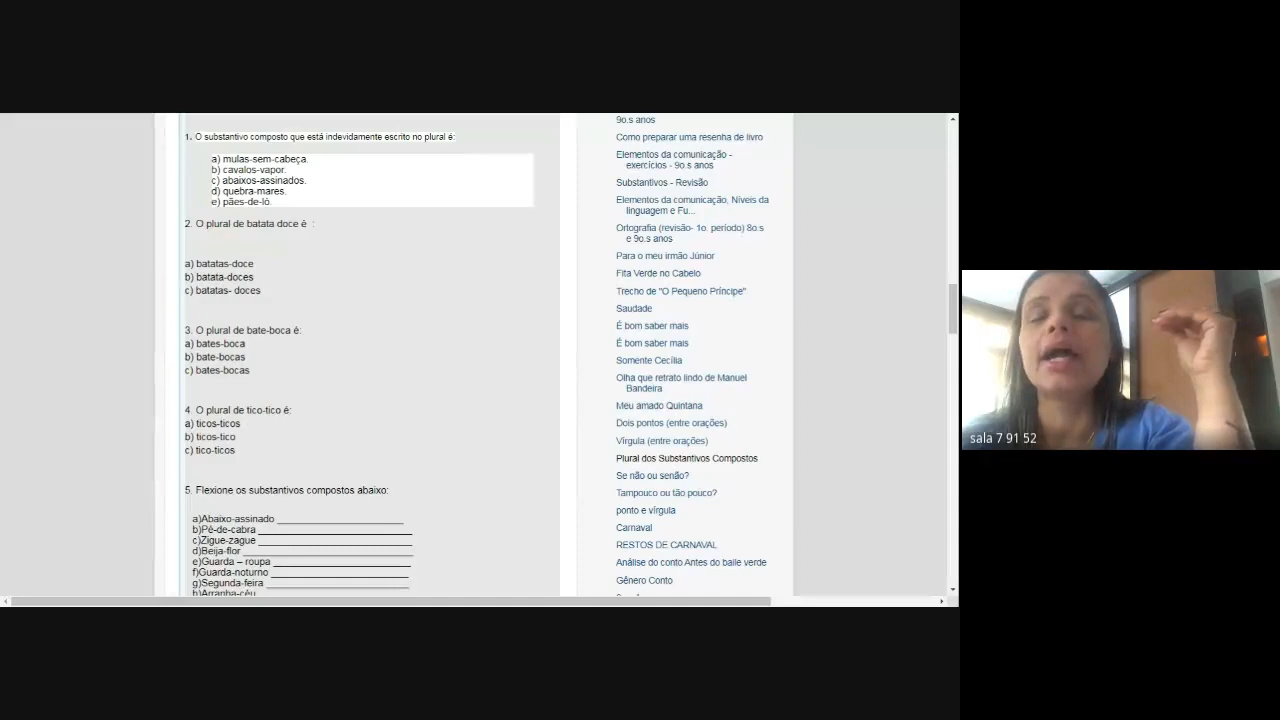 1. O substantivo composto que está indevidamente escrito no plural é:
a) mulas-sem-cabeça.
b) cavalos-vapor.
c) abaixos-assinados.
d) quebra-mares.
e) pães-de-ló.
2. O plural de batata doce é :
a) batatas-doce
b) batata-doces
c) batatas- doces
3. O plural de bate-boca é:
a) bates-boca
b) bate-bocas
c) bates-bocas
4. O plural de tico-tico é:
a) ticos-ticos
b) ticos-tico
c) tico-ticos
5. Flexione os substantivos compostos abaixo:
a)Abaixo-assinado
b)Pé-de-cabra
c)Zigue-zague
d)Beija-flor
e)Guarda – roupa
f)Guarda-noturno
g)Segunda-feira
h)Arranha-céu
9o.s anos
Como preparar uma resenha de livro
Elementos da comunicação -
exercícios - 9o.s anos
Substantivos - Revisão
Elementos da comunicação, Níveis da
linguagem e Fu...
Ortografia (revisão- 1o. período) 8o.s
e 9o.s anos
Para o meu irmão Júnior
Fita Verde no Cabelo
Trecho de "O Pequeno Príncipe"
Saudade
É bom saber mais
É bom saber mais
Somente Cecília
Olha que retrato lindo de Manuel
Bandeira
Meu amado Quintana
Dois pontos (entre orações)
Vírgula (entre orações)
Plural dos Substantivos Compostos
Se não ou senão?
Tampouco ou tão pouco?
ponto e vírgula
Carnaval
RESTOS DE CARNAVAL
Análise do conto Antes do baile verde
Gênero Conto
sala 7 91 52